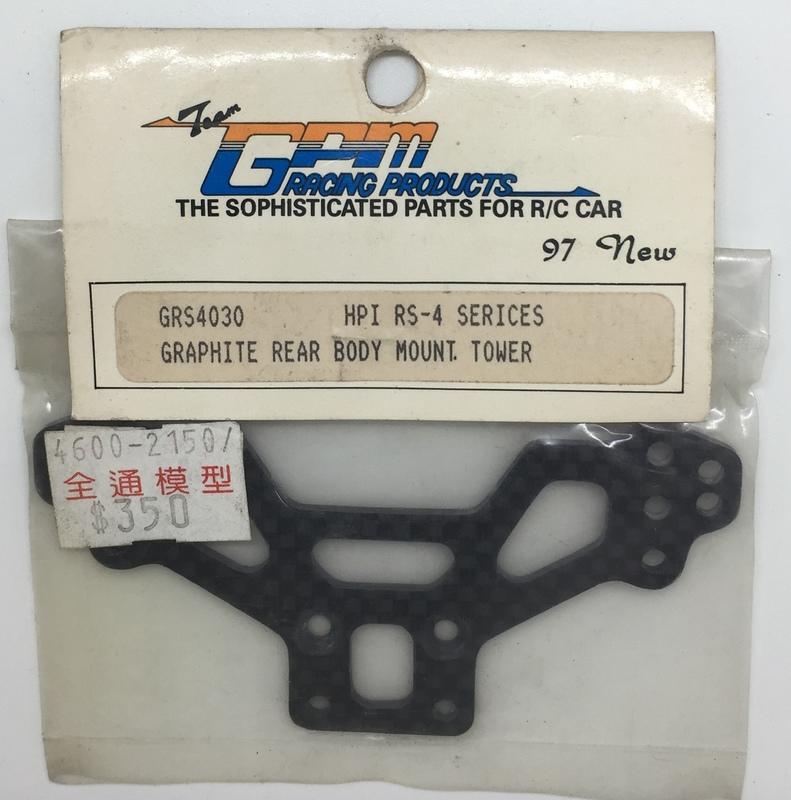 Team
GPM
RACING PRODUCTS
THE SOPHISTICATED PARTS FOR R/C CAR
97 New
GRS4030 HPI RS-4 SERICES
GRAPHITE REAR BODY MOUNT. TOWER
4600-2150/
全通模型
$350